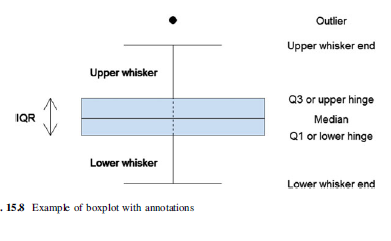 Outlier
Upper whisker end
Upper whisker
Q3 or upper hinge
IQR
Median
Q1 or lower hinge
Lower whisker
Lower whisker end
. 15.8 Example of boxplot with annotations